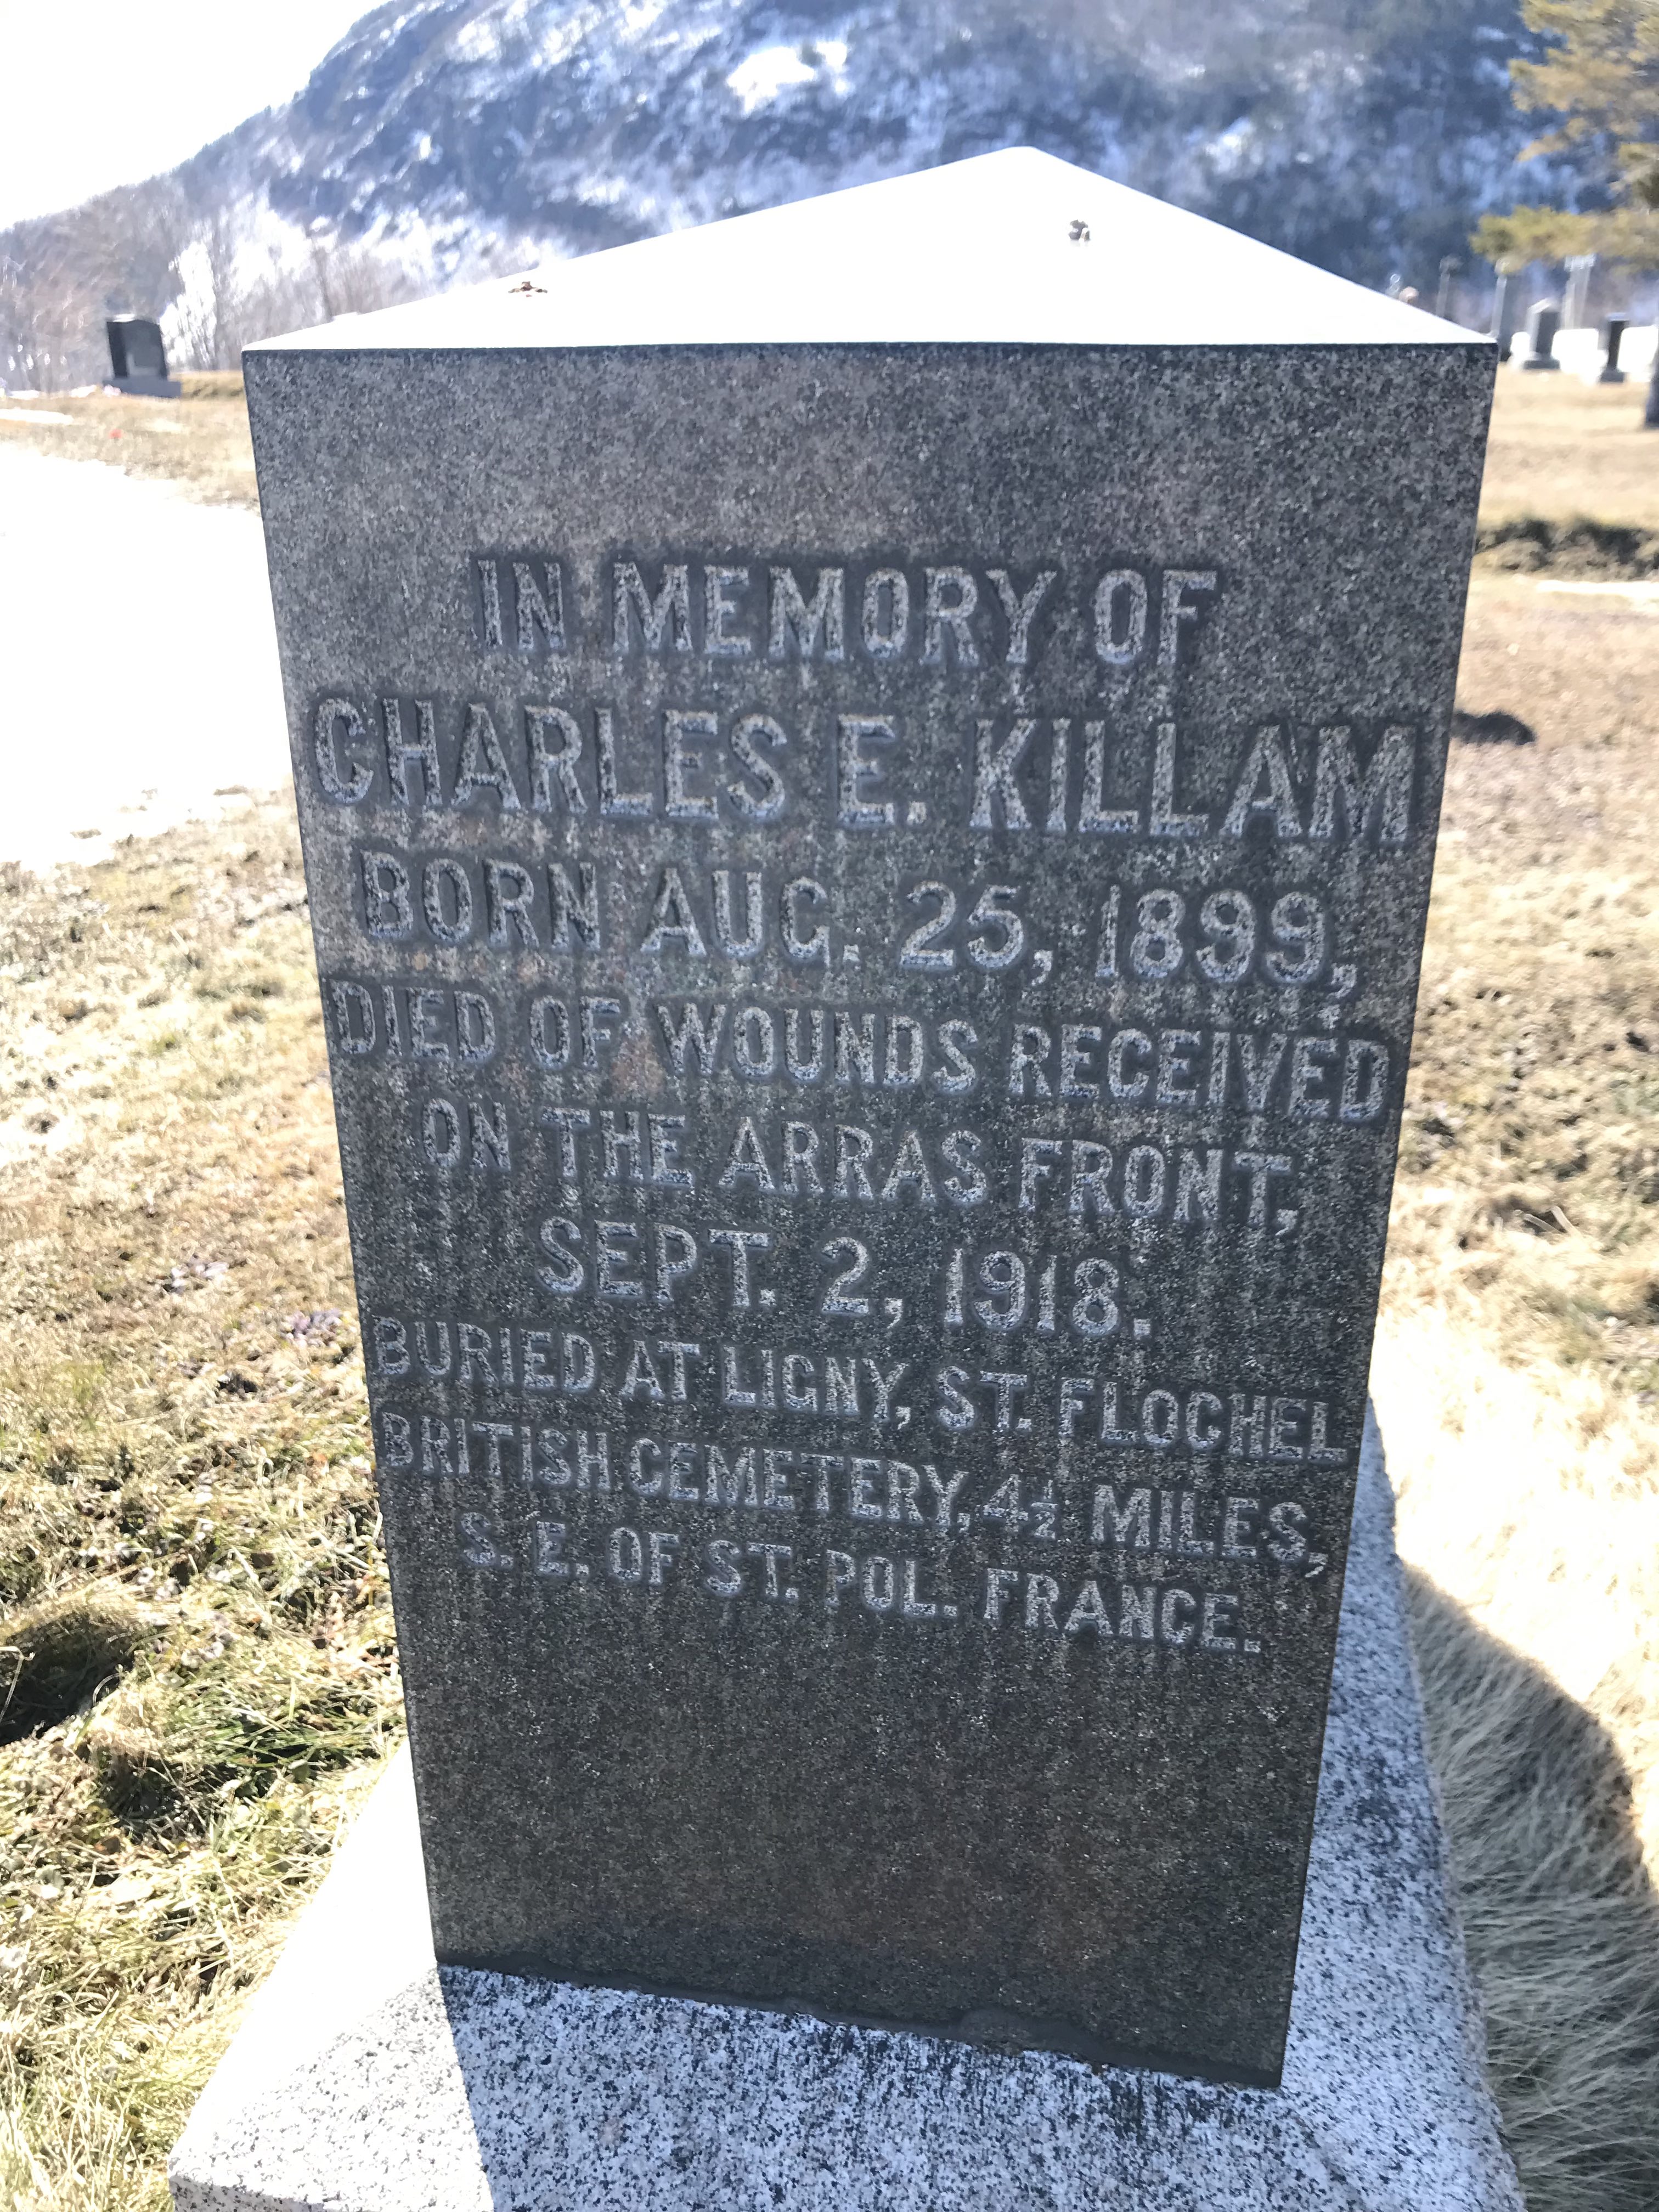 IN MEMORY OF
CHARLES E. KILLAM
BORN AUG. 25, 1899,
DIED OF WOUNDS RECEIVED
ON THE ARRAS FRONT,
SEPT. 2, 1918.
BURIED AT LIGNY, ST. FLOCHEL
BRITISH CEMETERY, 4½ MILES,
S. E. OF ST. POL. FRANCE.